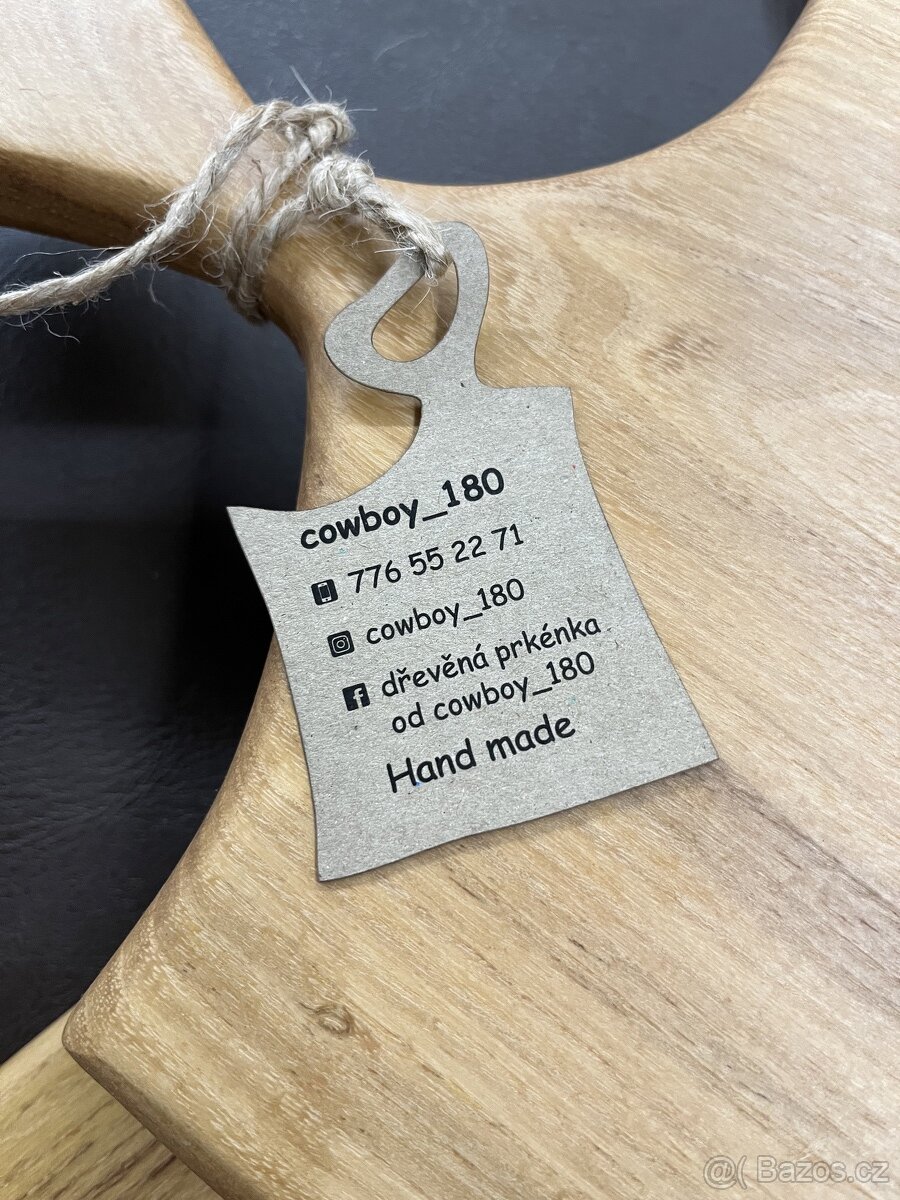 cowboy_180
776 55 22 71
cowboy_180
dřevěná prkénka
od cowboy_180
Hand made
@( Bazos.cz